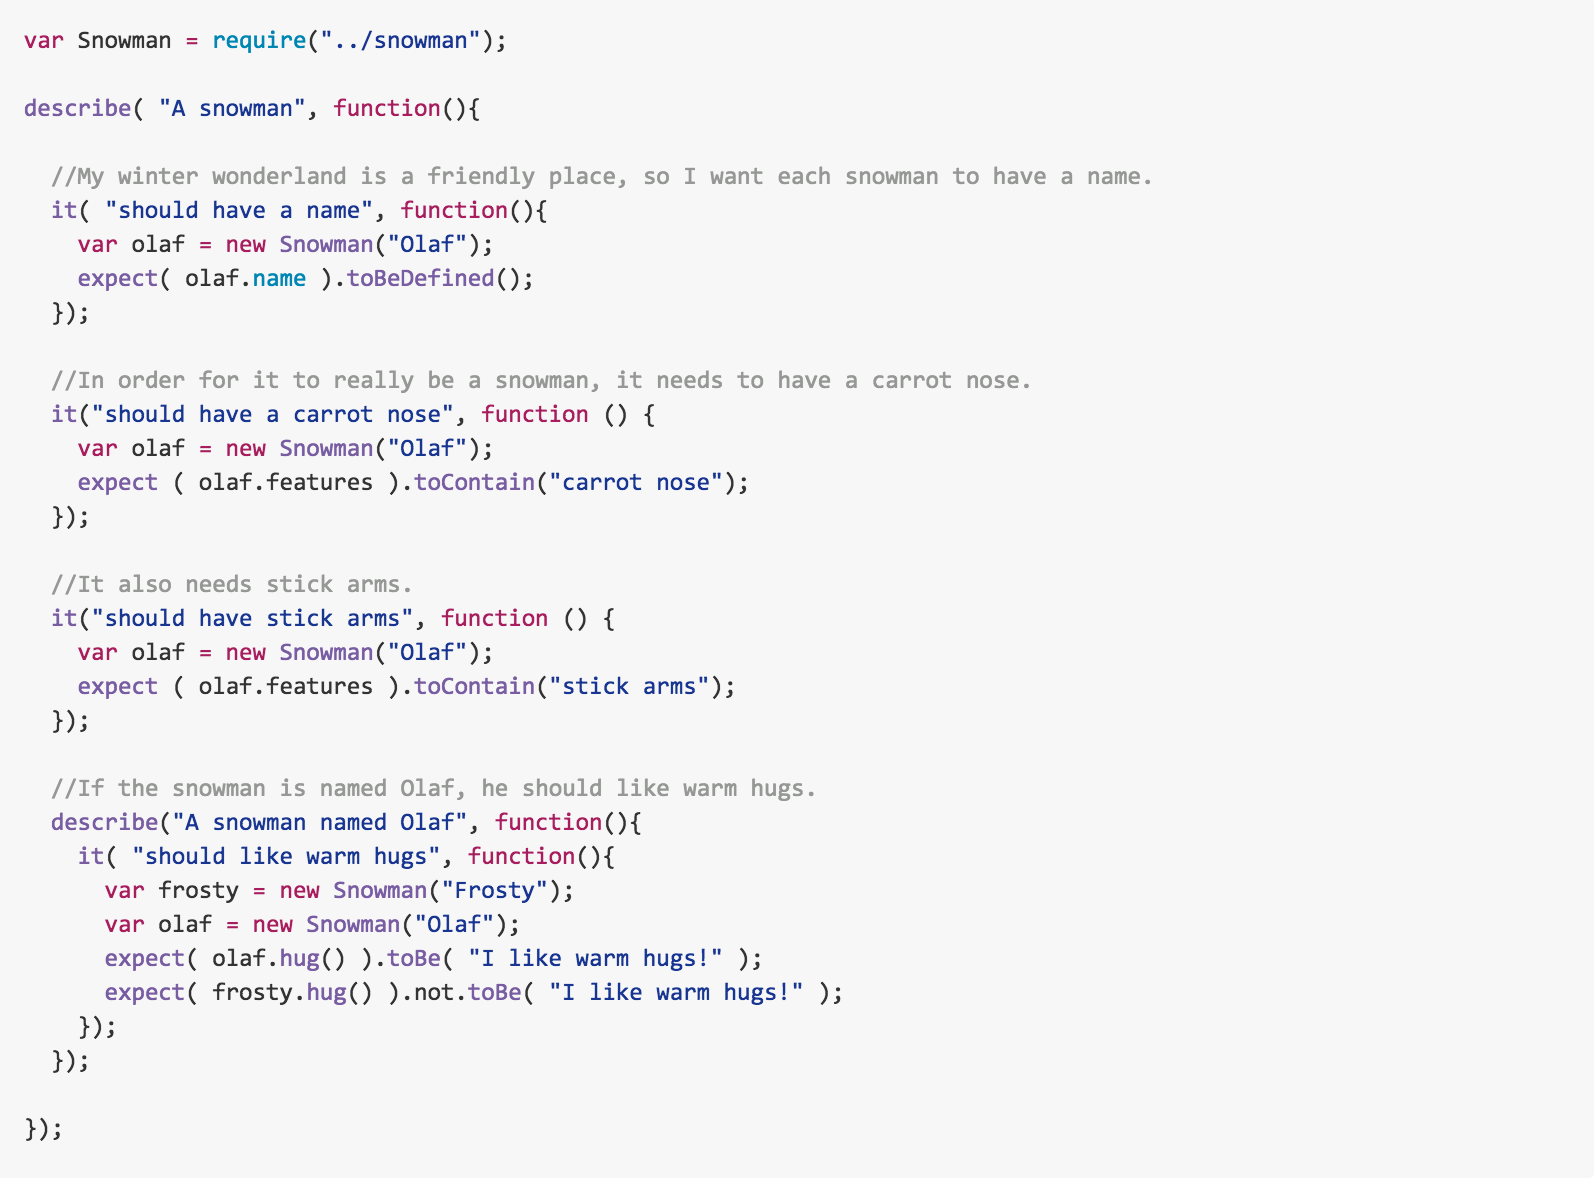 var Snowman = require("../snowman");
describe( "A snowman", function(){
//My winter wonderland is a friendly place, so I want each snowman to have a name.
it( "should have a name", function(){
var olaf = new Snowman("Olaf");
expect( olaf.name ).toBeDefined();
});
//In order for it to really be a snowman, it needs to have a carrot nose.
it("should have a carrot nose", function () {
var olaf = new Snowman("Olaf");
expect ( olaf.features ).toContain("carrot nose");
});
//It also needs stick arms.
it("should have stick arms", function () {
var olaf = new Snowman("Olaf");
expect ( olaf.features ).toContain("stick arms");
});
//If the snowman is named Olaf, he should like warm hugs.
describe("A snowman named Olaf", function(){
it( "should like warm hugs", function(){
var frosty = new Snowman("Frosty");
var olaf = new Snowman("Olaf");
expect( olaf.hug() ).toBe( "I like warm hugs!" );
expect( frosty.hug() ).not.toBe( "I like warm hugs!" );
});
});
});